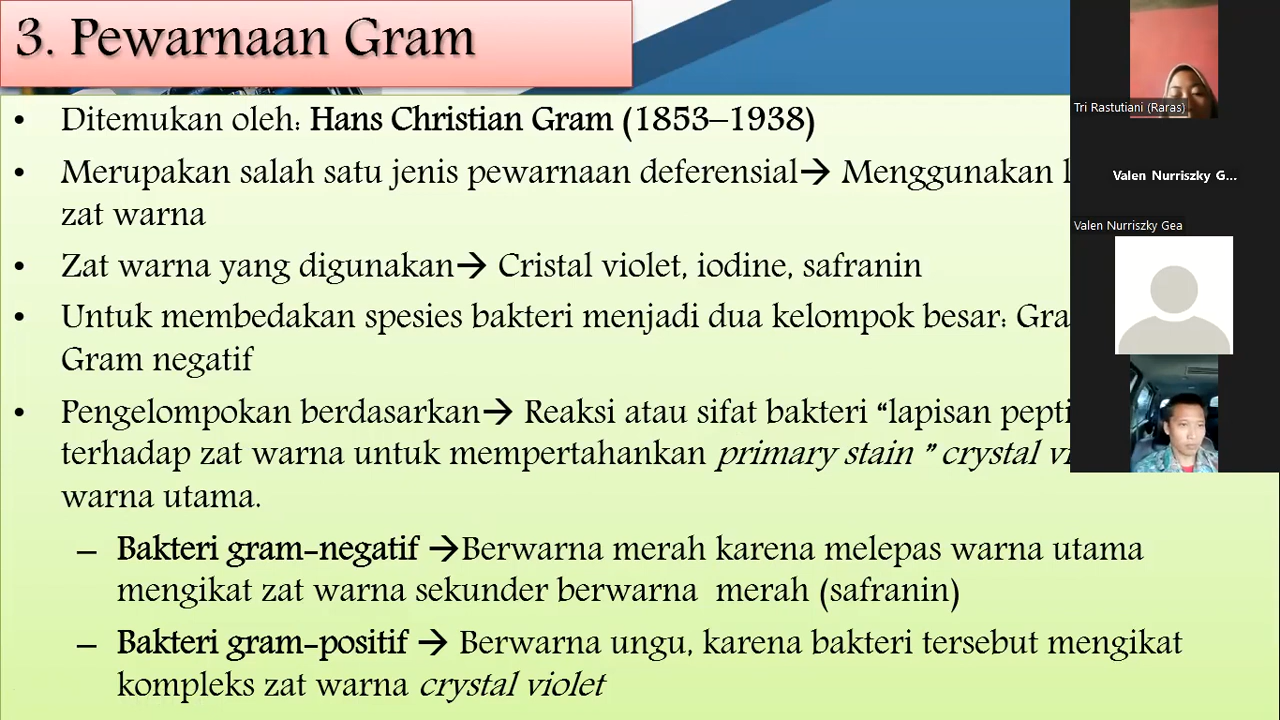 3. Pewarnaan Gram
• Ditemukan oleh: Hans Christian Gram (1853–1938)
• Merupakan salah satu jenis pewarnaan deferensial→ Menggunakan
zat warna
• Zat warna yang digunakan→ Cristal violet, iodine, safranin
• Untuk membedakan spesies bakteri menjadi dua kelompok besar:
Gram negatif
• Pengelompokan berdasarkan→ Reaksi atau sifat bakteri “lapisan
terhadap zat warna untuk mempertahankan primary stain ” crystal
warna utama.
– Bakteri gram-negatif →Berwarna merah karena melepas warna utama
mengikat zat warna sekunder berwarna merah (safranin)
– Bakteri gram-positif → Berwarna ungu, karena bakteri tersebut mengikat
kompleks zat warna crystal violet
Tri Rastutiani (Raras)
Valen Nurriszky G...
Valen Nurriszky Gea